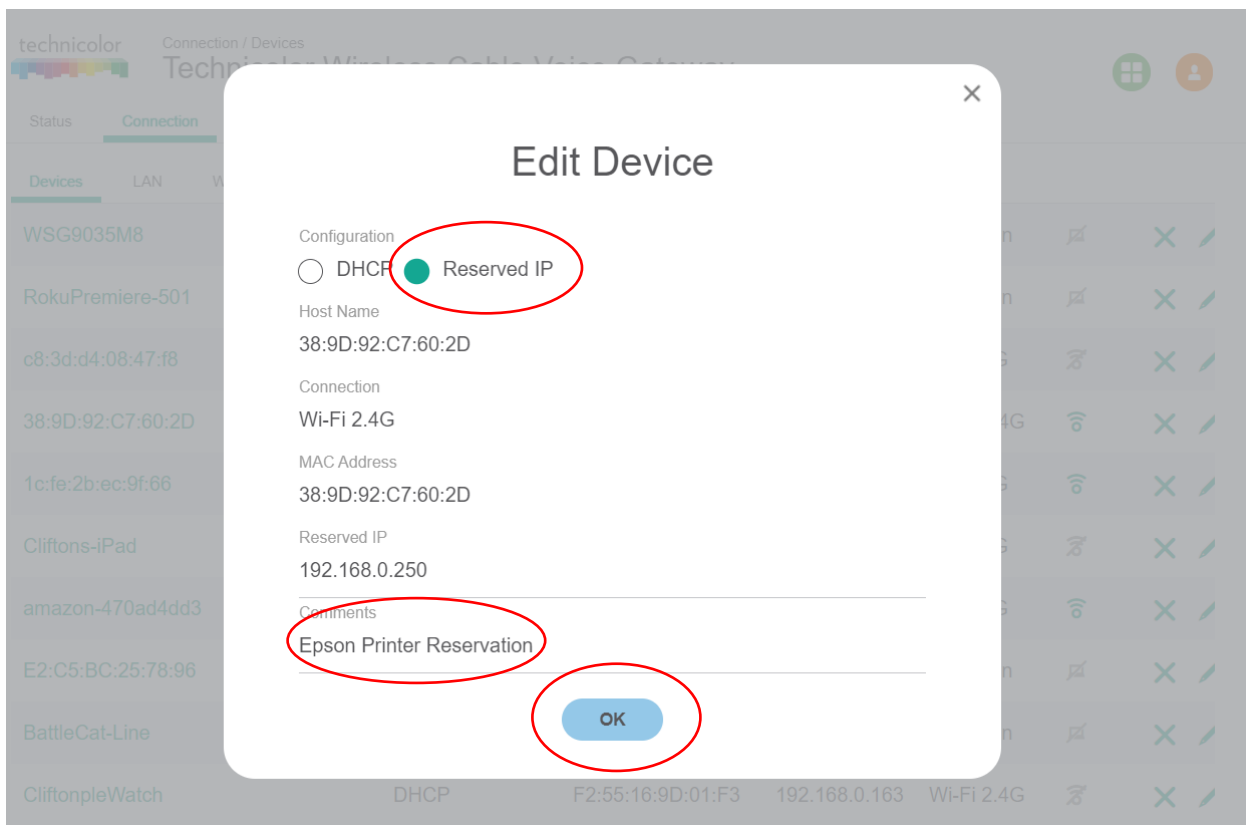 technicolor
Connection / Devices
Status
Connection
Devices
LAN
WSG9035M8
RokuPremiere-501
c8:3d:d4:08:47:f8
38:9D:92:C7:60:2D
1c:fe:2b:ec:9f:66
Cliftons-iPad
amazon-470ad4dd3
E2:C5:BC:25:78:96
BattleCat-Line
CliftonpleWatch DHCP F2:55:16:9D:01:F3 192.168.0.163 Wi-Fi 2.4G
Edit Device
Configuration
DHCP Reserved IP
Host Name
38:9D:92:C7:60:2D
Connection
Wi-Fi 2.4G
MAC Address
38:9D:92:C7:60:2D
Reserved IP
192.168.0.250
Comments
Epson Printer Reservation
OK